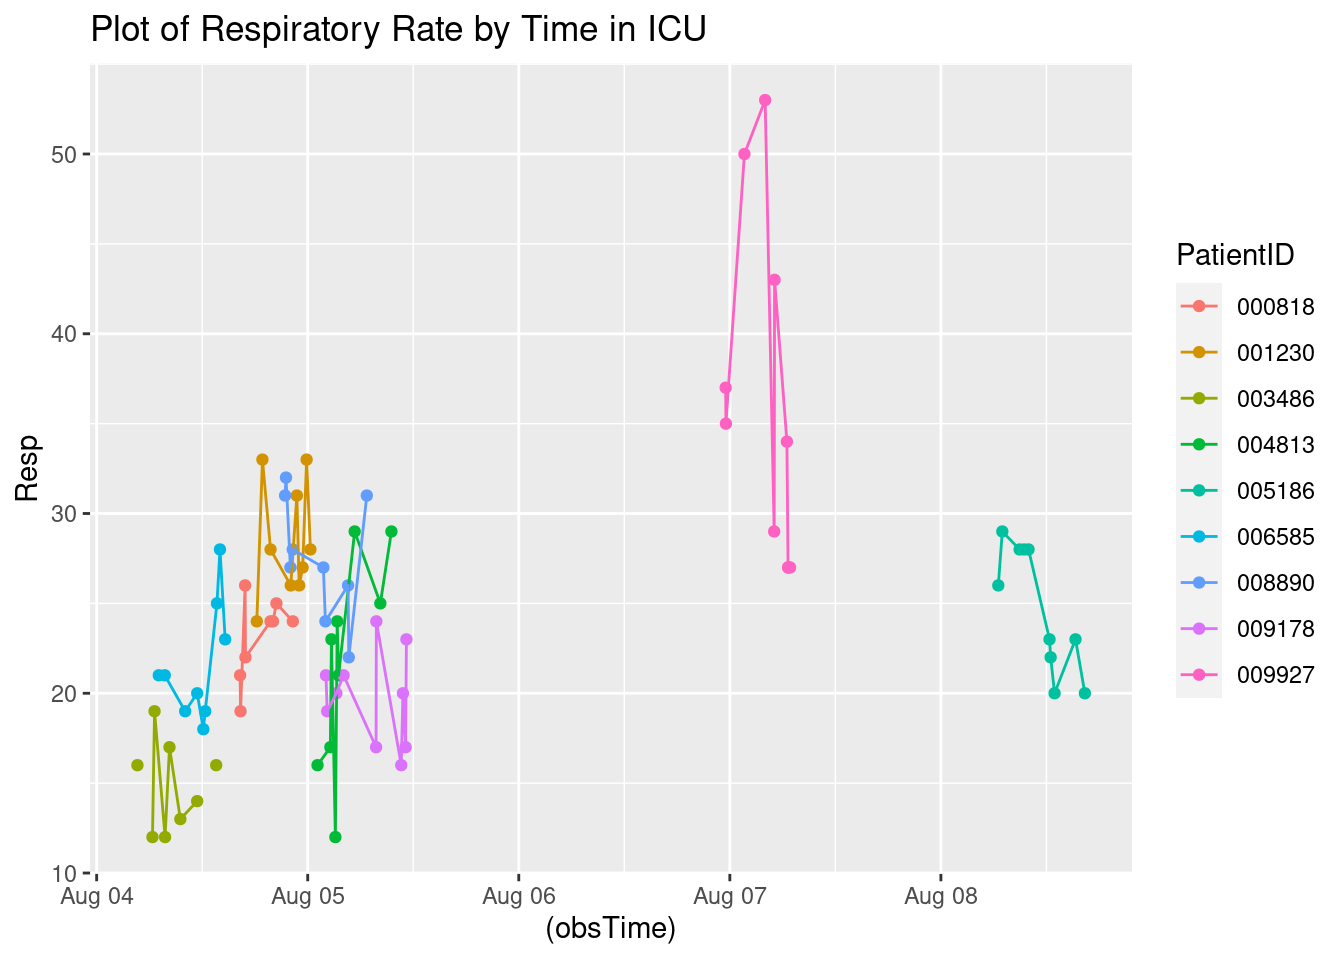 Plot of Respiratory Rate by Time in ICU
50
40
30
20
10
Resp
Aug 04
Aug 05
Aug 06
Aug 07
Aug 08
(obsTime)
PatientID
000818
001230
003486
004813
005186
006585
008890
009178
009927